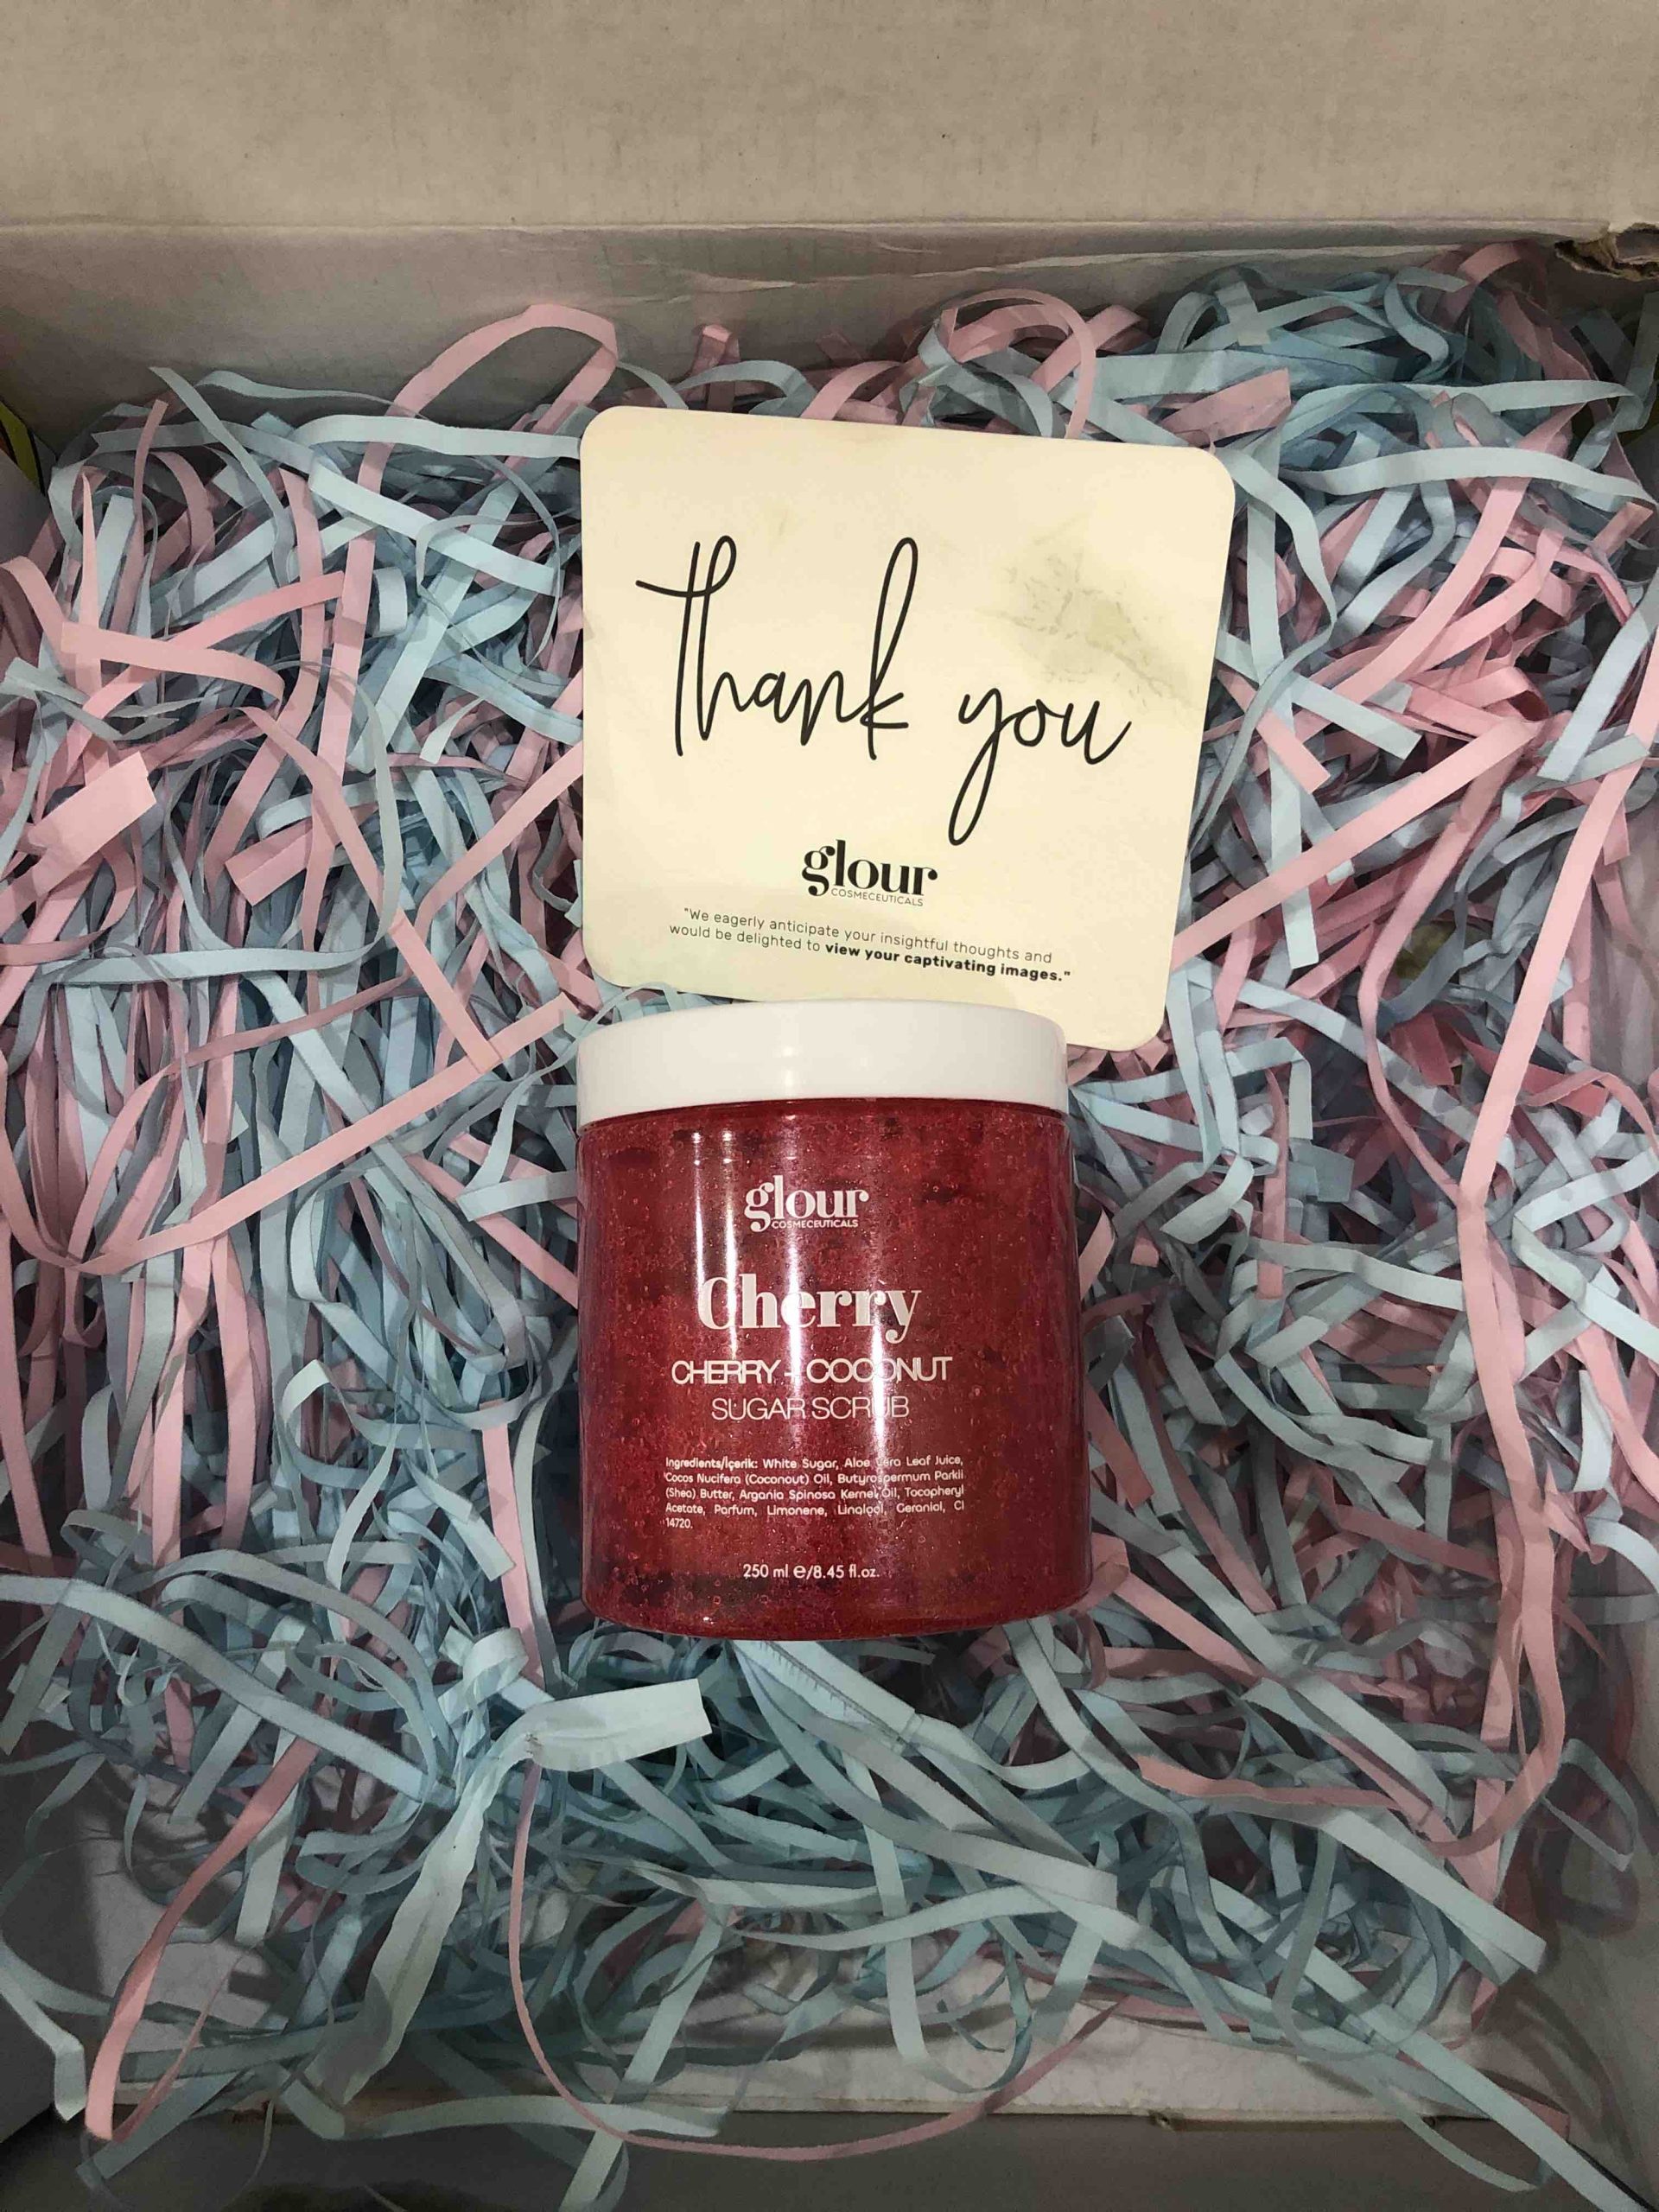 thank you
glour
COSMECEUTICALS
"We eagerly anticipate your insightful thoughts and
would be delighted to view your captivating images."
glour
COSMECEUTICALS
Cherry
CHERRY + COCONUT
SUGAR SCRUB
Ingredients/İçerik: White Sugar, Aloe Vera Leaf Juice,
Cocos Nucifera (Coconout) Oil, Butyrospermum Parkii
(Shea) Butter, Argania Spinosa Kernel Oil, Tocopheryl
Acetate, Parfum, Limonene, Linalool, Geraniol, CI
14720.
250 ml ℮/8.45 fl.oz.